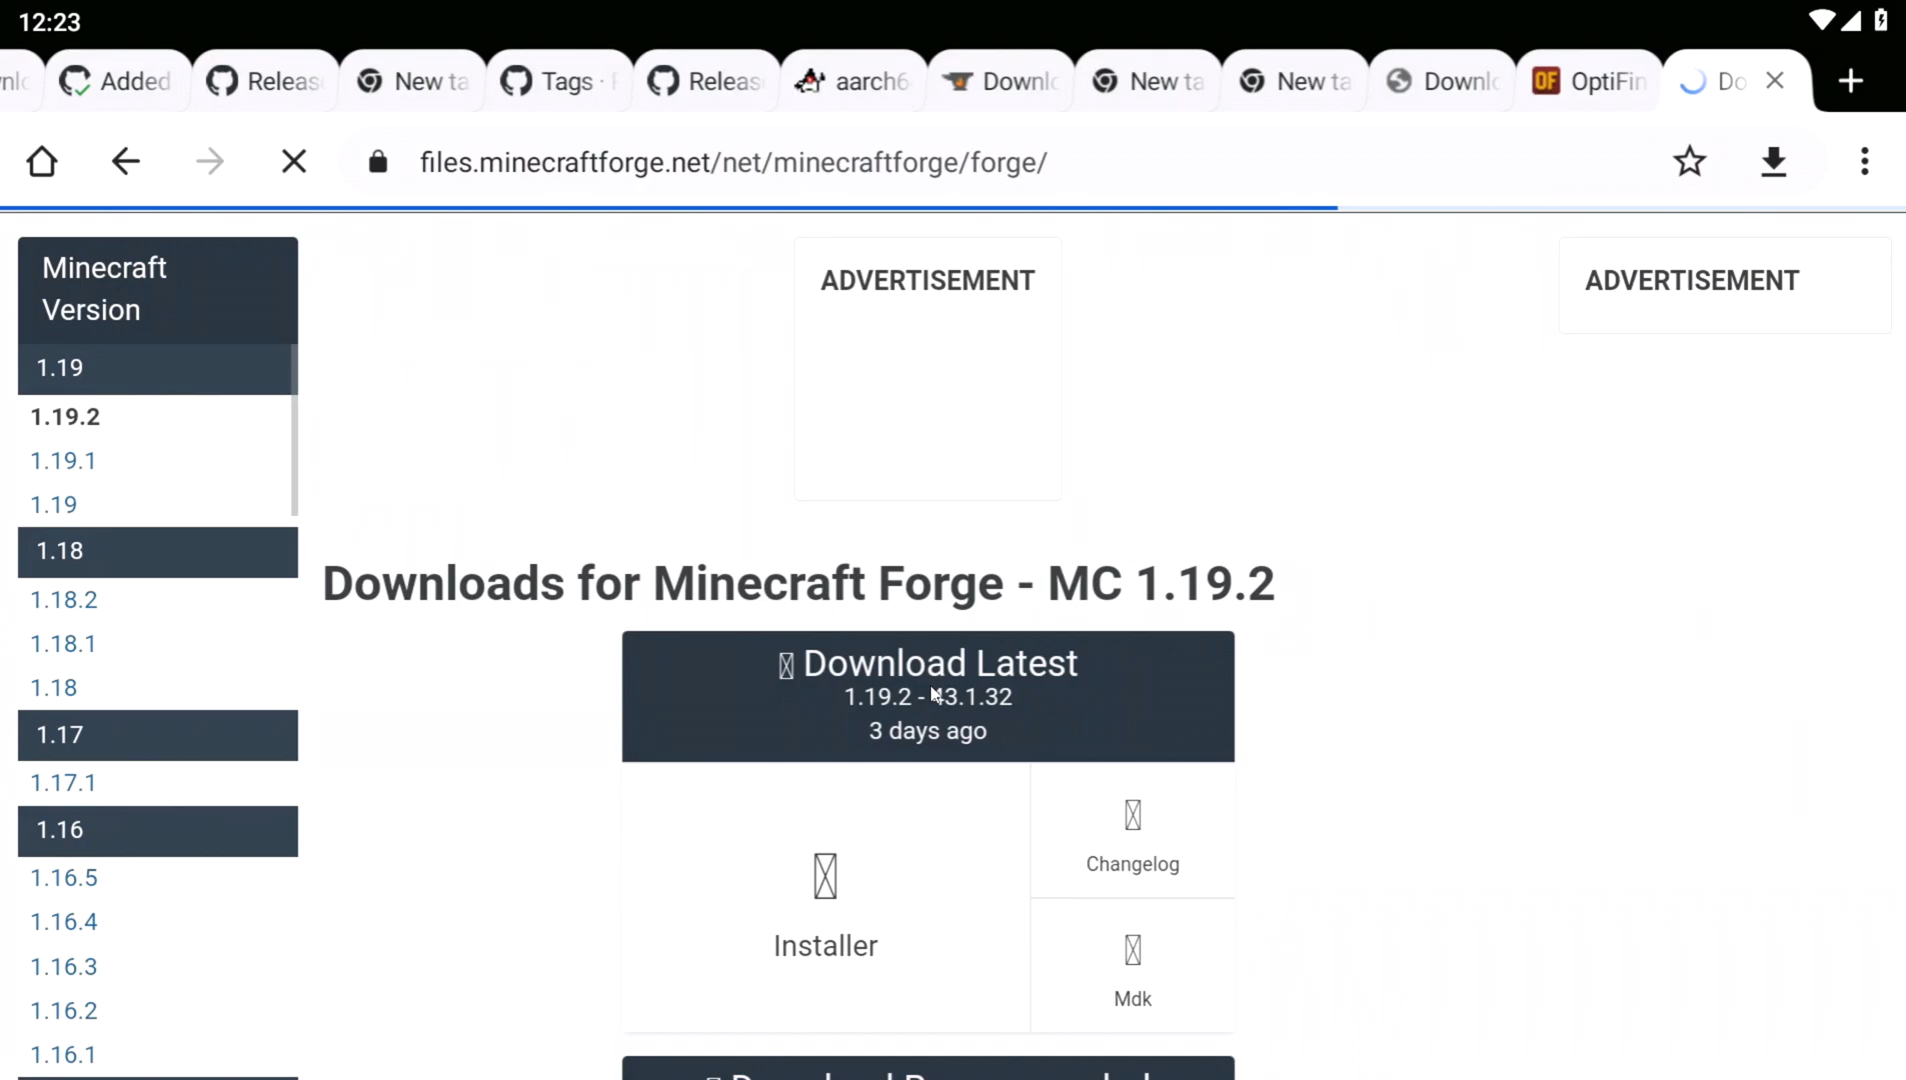 12:23
Added
Releas
New ta
Tags ·
Releas
aarch6
Downlo
New ta
New ta
Downlo
OptiFin
Do
files.minecraftforge.net/net/minecraftforge/forge/
Minecraft
Version
1.19
1.19.2
1.19.1
1.19
1.18
1.18.2
1.18.1
1.18
1.17
1.17.1
1.16
1.16.5
1.16.4
1.16.3
1.16.2
1.16.1
ADVERTISEMENT
ADVERTISEMENT
Downloads for Minecraft Forge - MC 1.19.2
Download Latest
1.19.2 - 43.1.32
3 days ago
Installer
Changelog
Mdk